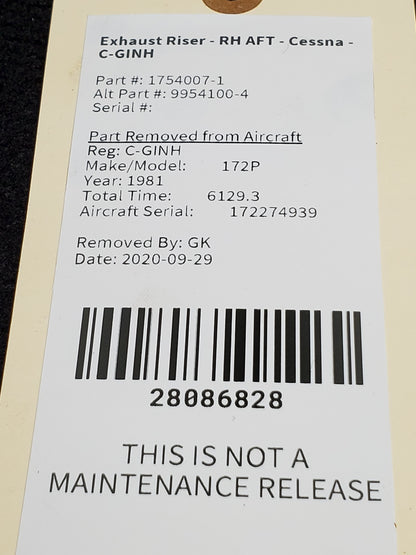 Exhaust Riser - RH AFT - Cessna -
C-GINH
Part #: 1754007-1
Alt Part #: 9954100-4
Serial #:
Part Removed from Aircraft
Reg: C-GINH
Make/Model: 172P
Year: 1981
Total Time: 6129.3
Aircraft Serial: 172274939
Removed By: GK
Date: 2020-09-29
28086828
THIS IS NOT A
MAINTENANCE RELEASE